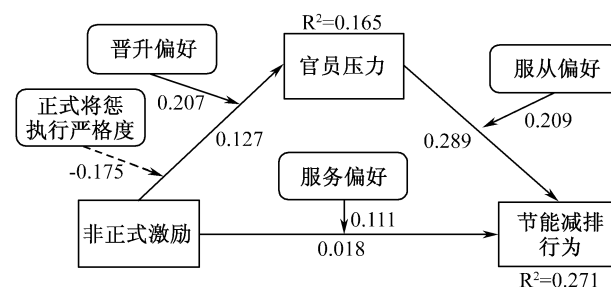 R²=0.165
晋升偏好
官员压力
服从偏好
正式将惩
执行严格度
0.207
0.209
-0.175
0.127
0.289
服务偏好
0.111
非正式激励
0.018
节能减排
行为
R²=0.271